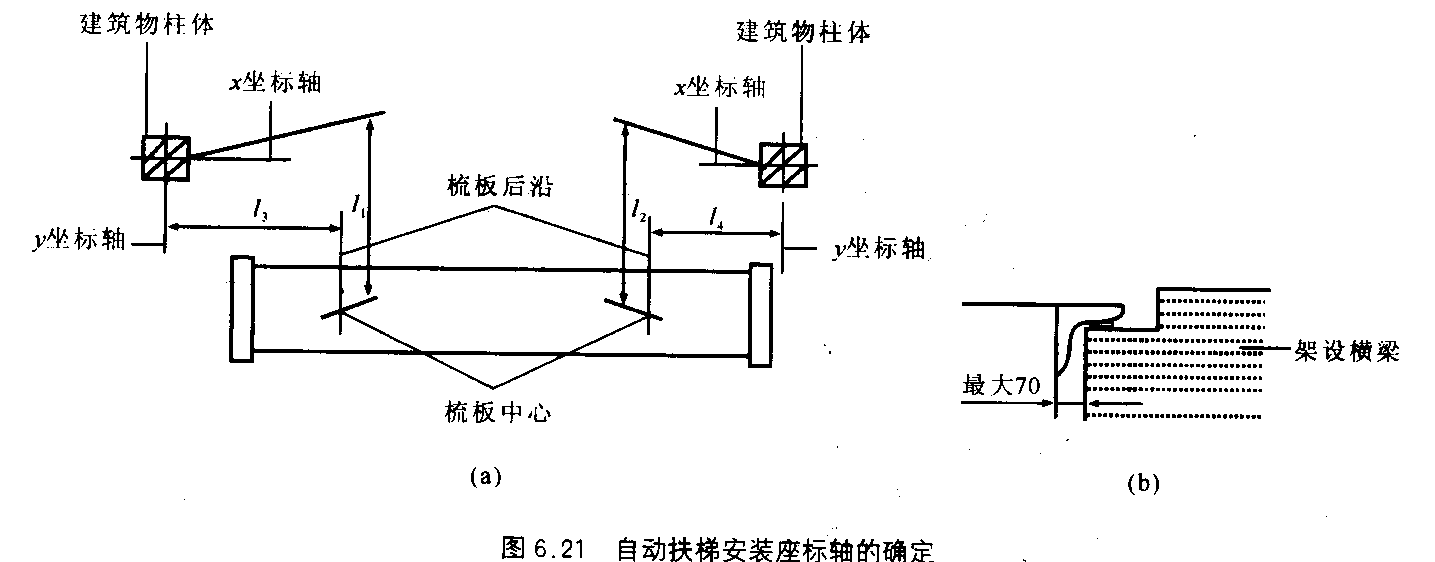 建筑物柱体
建筑物柱体
x坐标轴
x坐标轴
梳板后沿
l₃
l₁
l₂
l₄
y坐标轴
y坐标轴
架设横梁
最大70
梳板中心
(a)
(b)
图 6.21 自动扶梯安装座标轴的确定